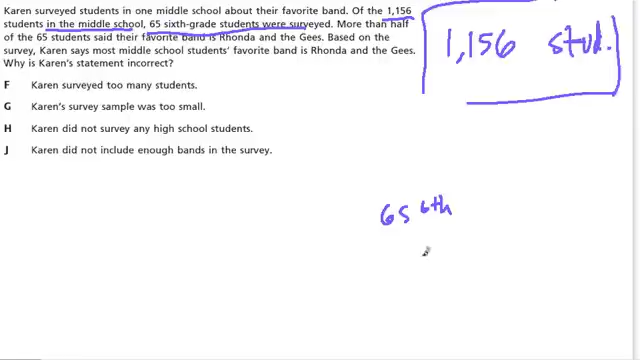 Karen surveyed students in one middle school about their favorite band. Of the 1,156
students in the middle school, 65 sixth-grade students were surveyed. More than half
of the 65 students said their favorite band is Rhonda and the Gees. Based on the
survey, Karen says most middle school students' favorite band is Rhonda and the Gees.
Why is Karen's statement incorrect?
F Karen surveyed too many students.
G Karen's survey sample was too small.
H Karen did not survey any high school students.
J Karen did not include enough bands in the survey.
1,156 stud.
65 6th